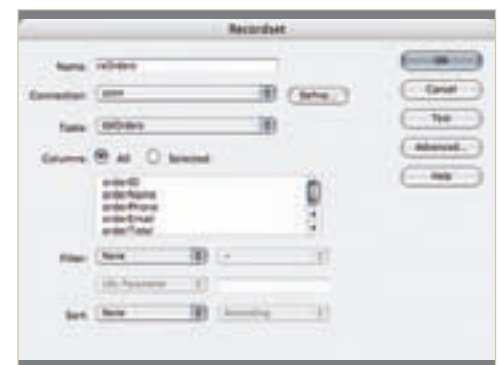 Recordset
Name: rsOrders OK
Connection: conn Define... Cancel
Table: tblOrders Test
Columns: All Selected: Advanced...
Help
orderID
orderName
orderPhone
orderEmail
orderTotal
Filter: None =
URL Parameter
Sort: None Ascending